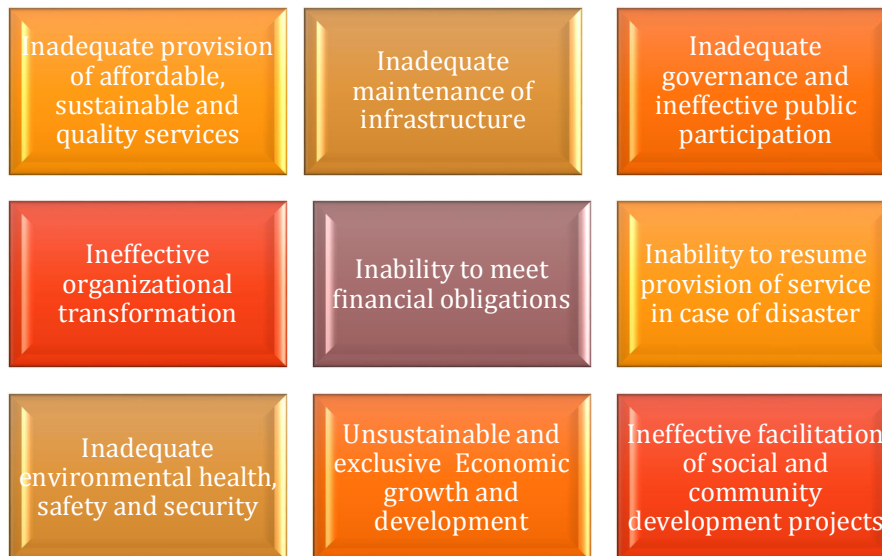 Inadequate provision
of affordable,
sustainable and
quality services
Inadequate
maintenance of
infrastructure
Inadequate
governance and
ineffective public
participation
Ineffective
organizational
transformation
Inability to meet
financial obligations
Inability to resume
provision of service
in case of disaster
Inadequate
environmental health,
safety and security
Unsustainable and
exclusive Economic
growth and
development
Ineffective facilitation
of social and
community
development projects